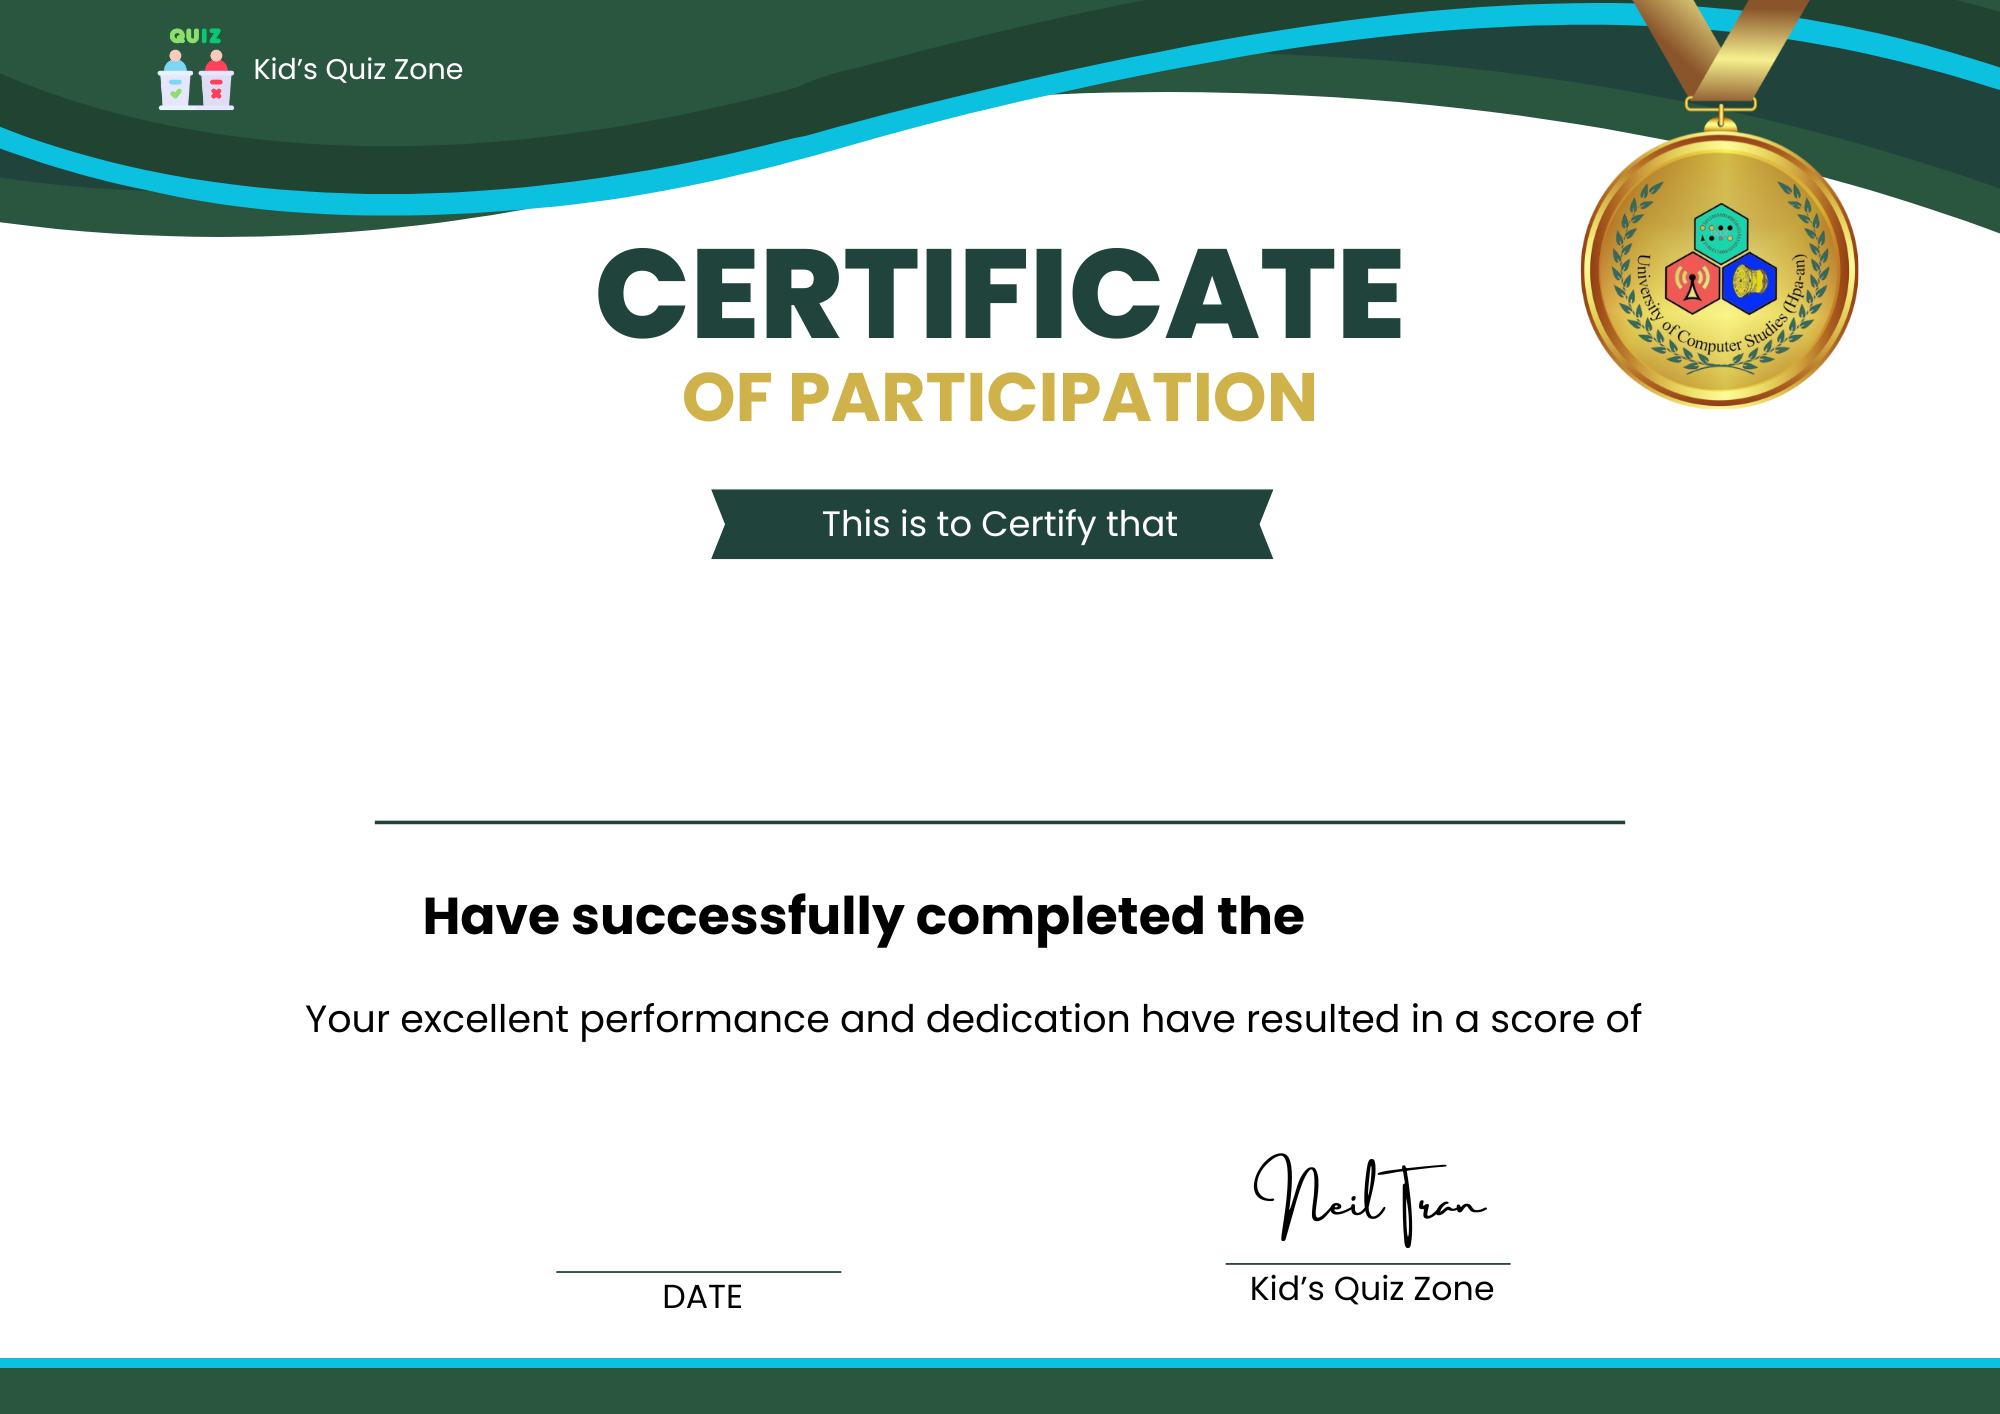 QUIZ
Kid's Quiz Zone
University of Computer Studies (Hpa-an)
CERTIFICATE
OF PARTICIPATION
This is to Certify that
Have successfully completed the
Your excellent performance and dedication have resulted in a score of
Neil Tran
DATE
Kid's Quiz Zone